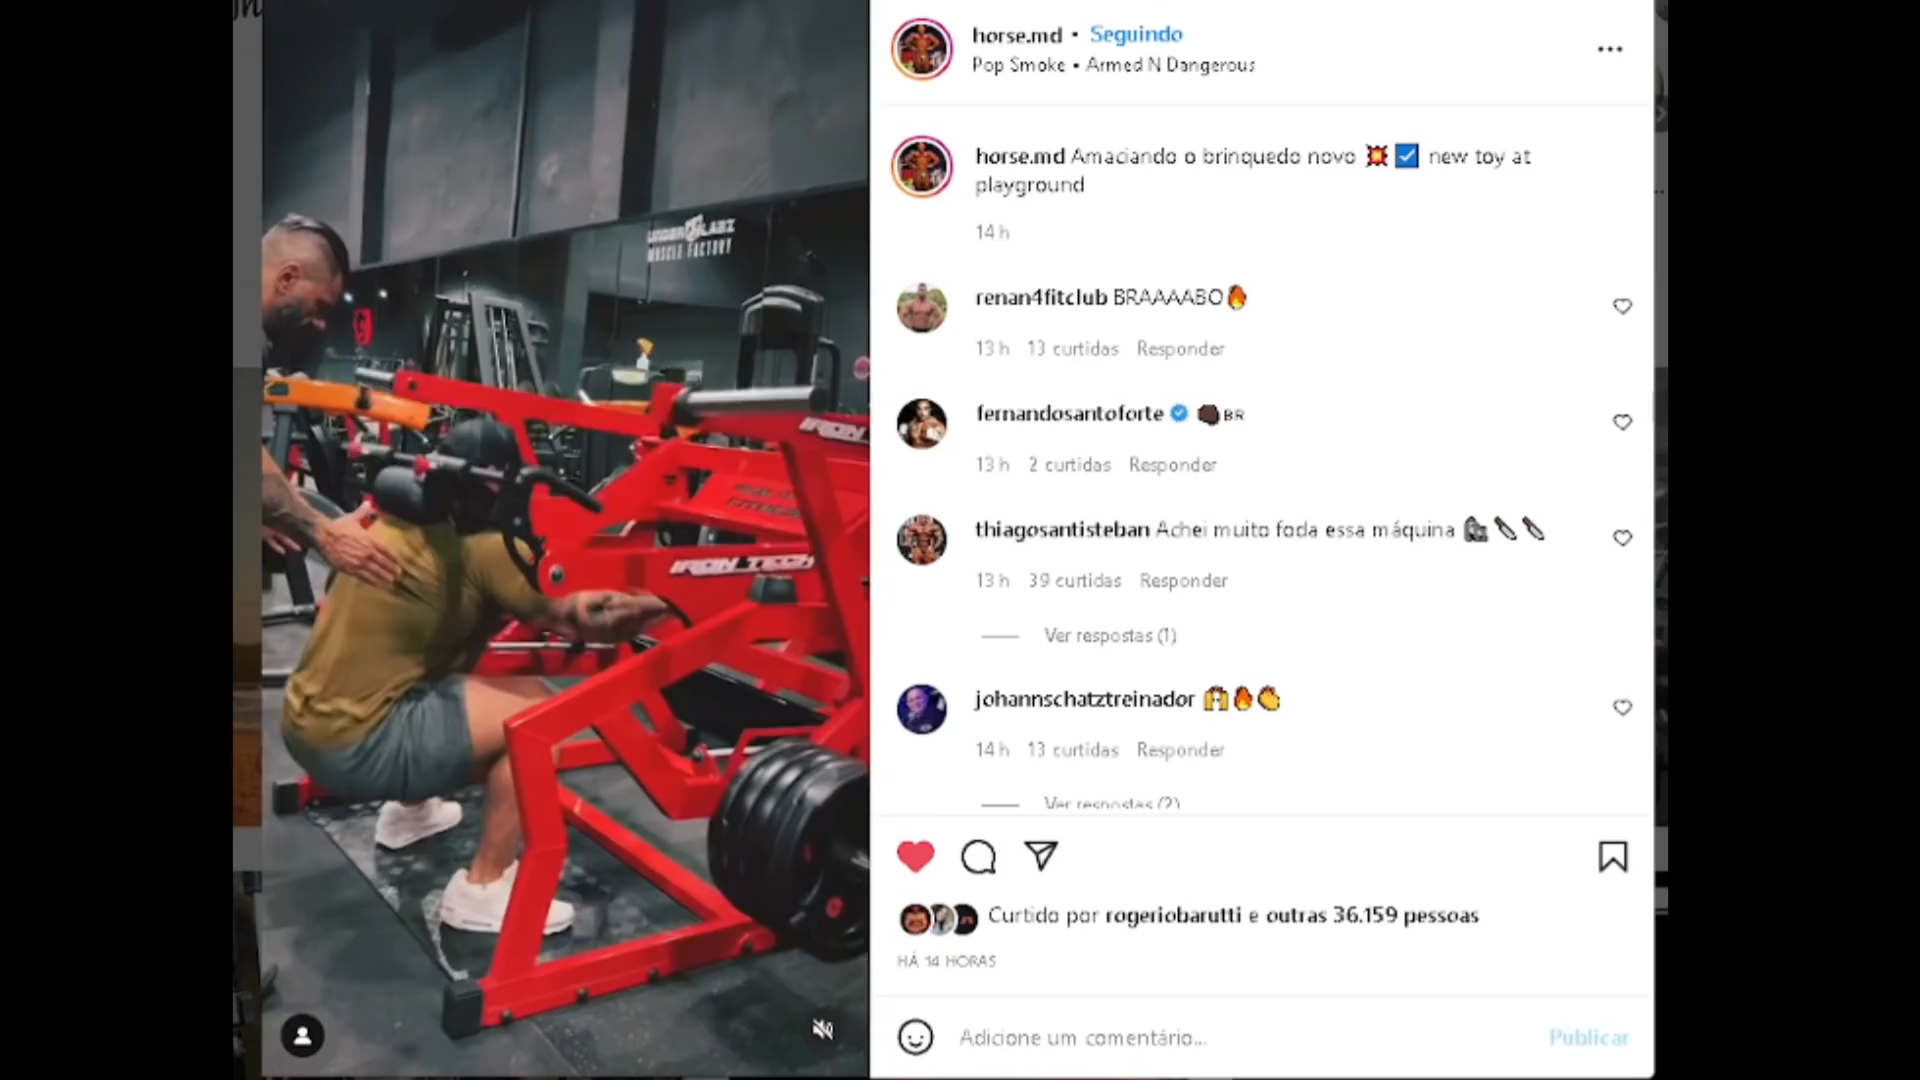 horse.md • Seguindo
Pop Smoke • Armed N Dangerous
horse.md Amaciando o brinquedo novo 💥 ☑️ new toy at
playground
14 h
renan4fitclub BRAAAABO🔥
13 h 13 curtidas Responder
fernandosantoforte BR
13 h 2 curtidas Responder
thiagosantisteban Achei muito foda essa máquina 🦍🔪🔪
13 h 39 curtidas Responder
Ver respostas (1)
johannschatztreinador 🔥👏
14 h 13 curtidas Responder
Ver respostas (2)
Curtido por rogeriobarutti e outras 36.159 pessoas
HÁ 14 HORAS
Adicione um comentário...
Publicar
LABZ
MUSCLE FACTORY
IRON
IRON TECH